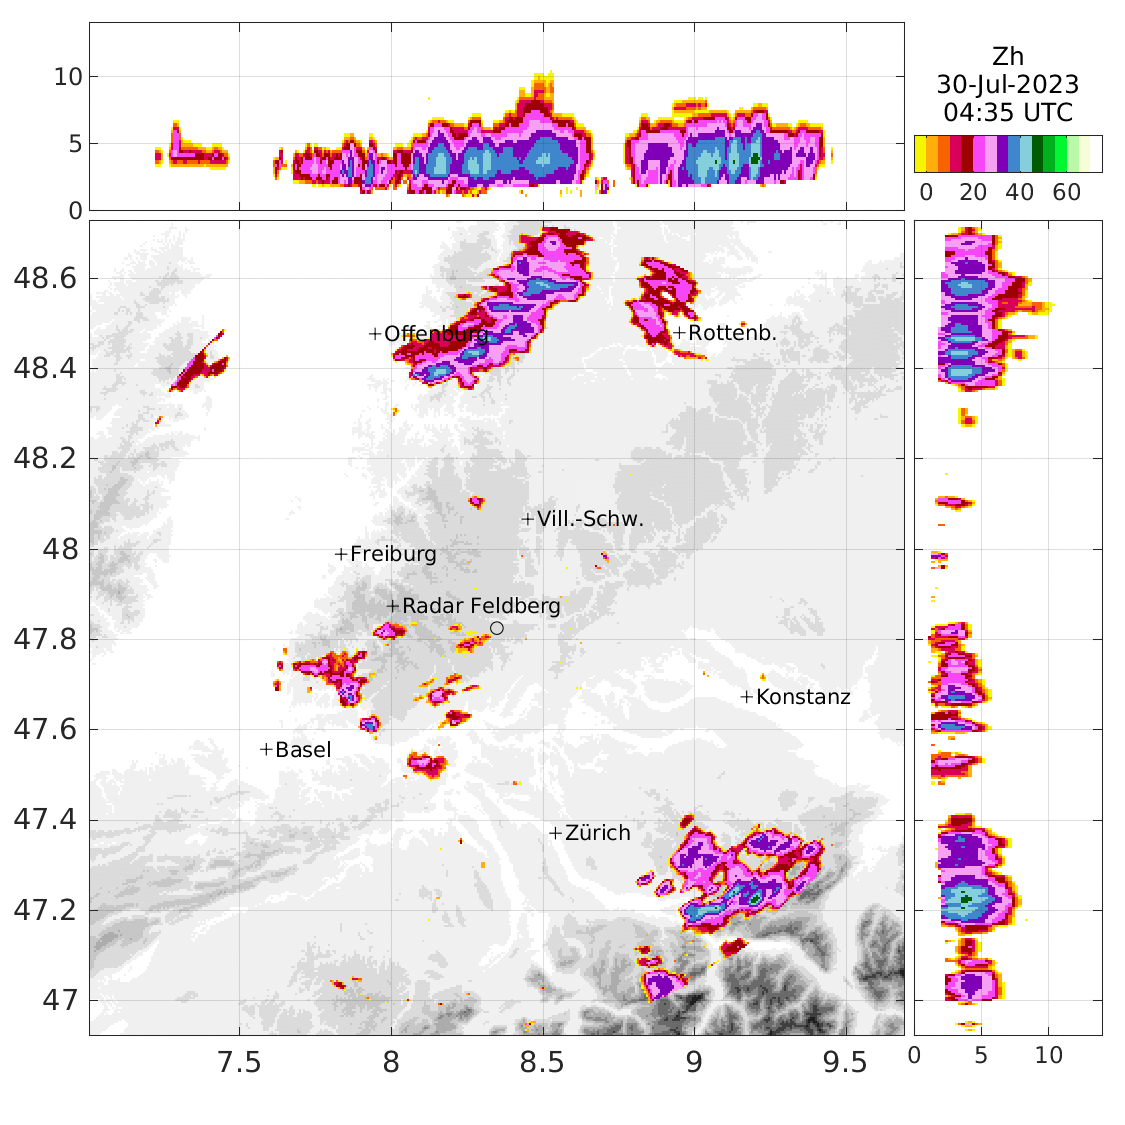 10
5
0
Zh
30-Jul-2023
04:35 UTC
0 20 40 60
48.6
48.4
48.2
48
47.8
47.6
47.4
47.2
47
+Offenburg
+Rottenb.
+Vill.-Schw.
+Freiburg
+Radar Feldberg
+Konstanz
+Basel
+Zürich
7.5 8 8.5 9 9.5
0 5 10